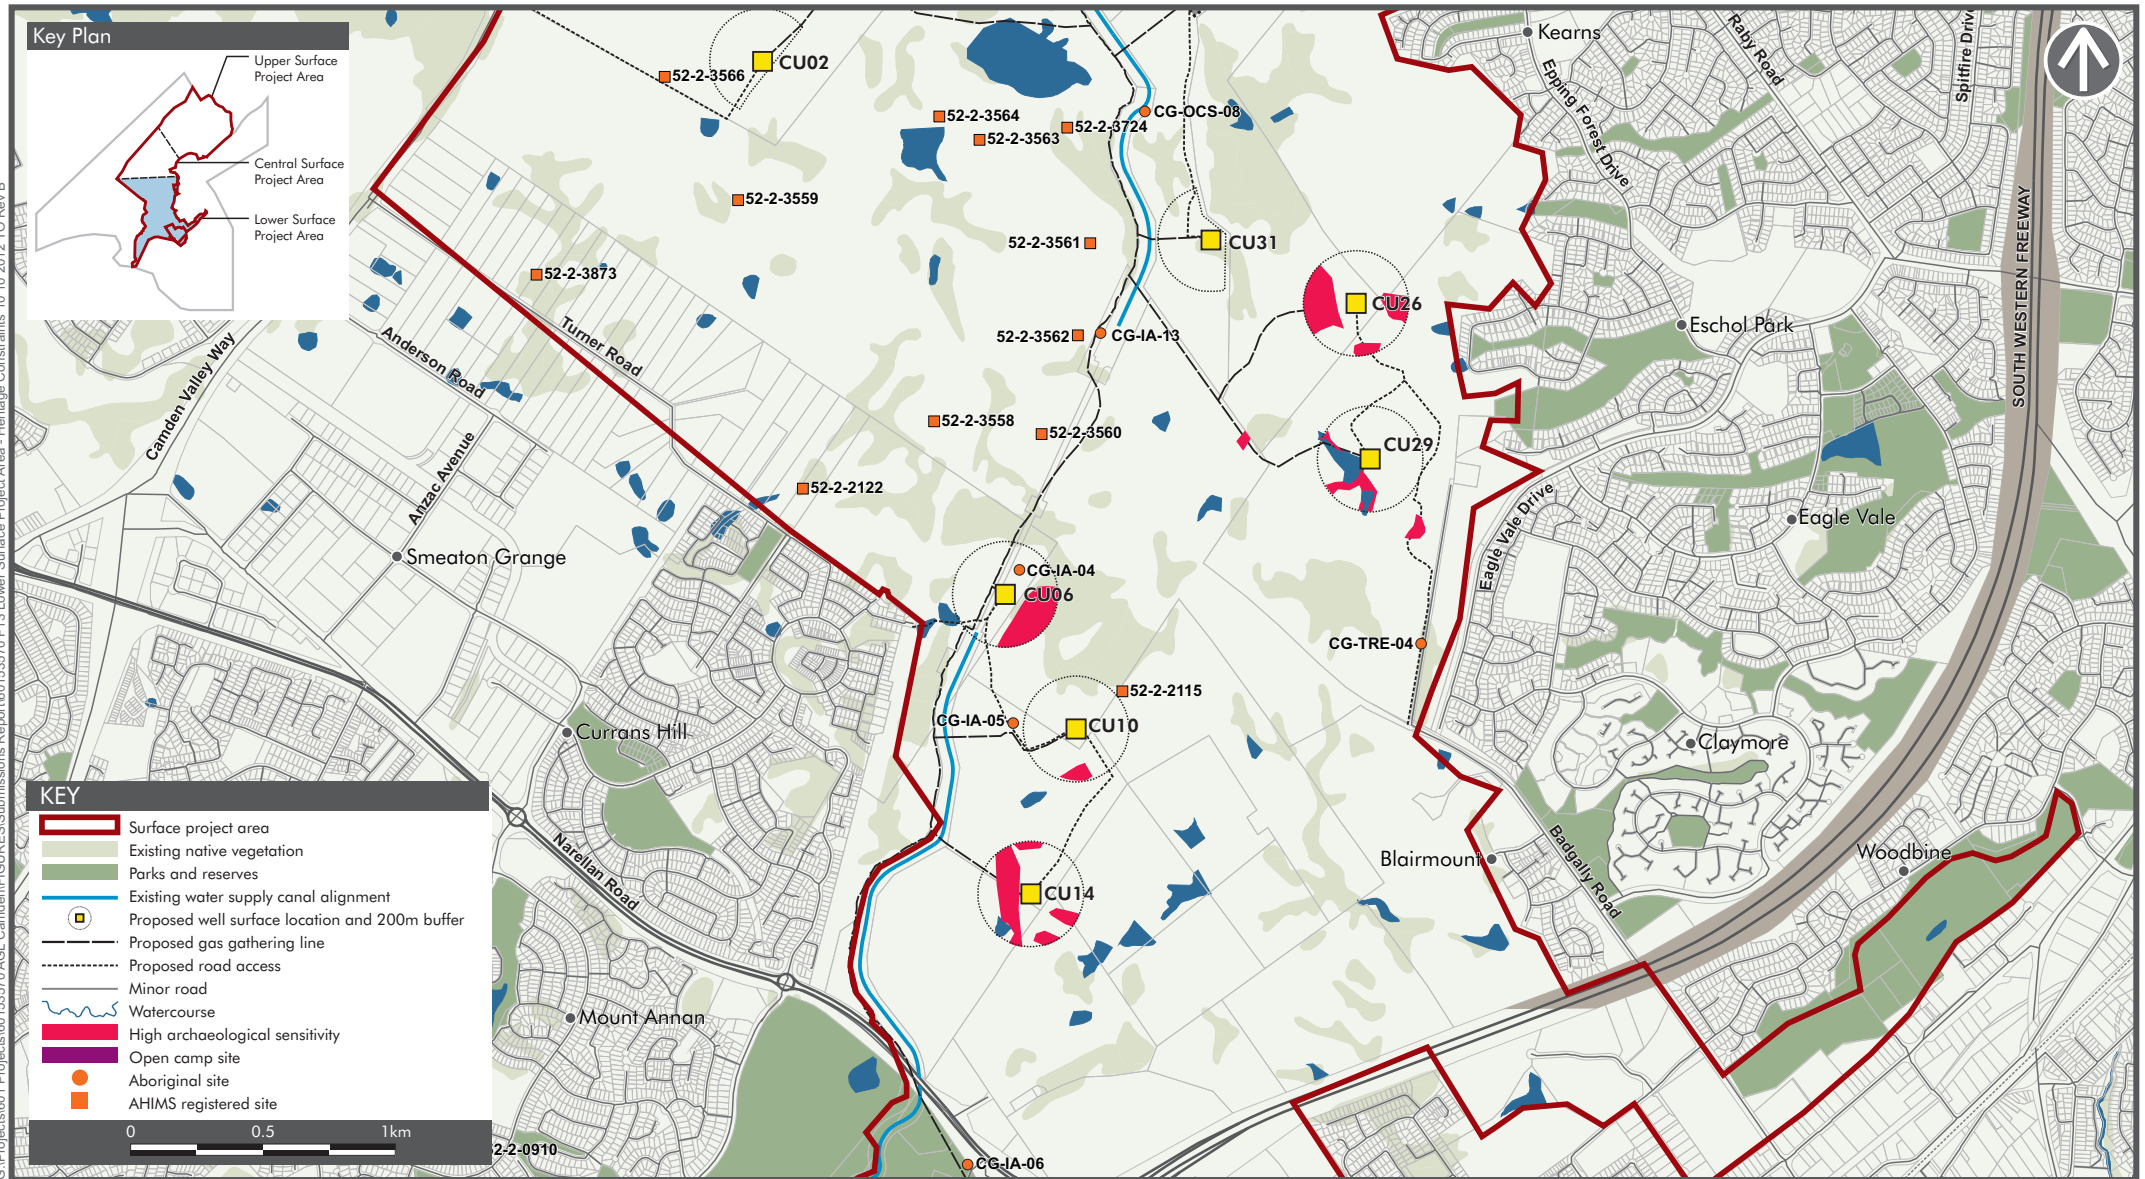 Key Plan
Upper Surface
Project Area
Central Surface
Project Area
Lower Surface
Project Area
CU02
52-2-3566
52-2-3564
52-2-3563
52-2-3724
CG-OCS-08
52-2-3559
52-2-3561
CU31
52-2-3873
CU26
52-2-3562
CG-IA-13
52-2-3558
52-2-3560
CU29
52-2-2122
CG-IA-04
CU06
CG-TRE-04
52-2-2115
CG-IA-05
CU10
CU14
52-2-0910
CG-IA-06
Kearns
Raby Road
Spitfire Driv
Epping Forest Drive
SOUTH WESTERN FREEWAY
Eschol Park
Eagle Vale
Eagle Vale Drive
Claymore
Blairmount
Badgally Road
Woodbine
Camden Valley Way
Anderson Road
Turner Road
Anzac Avenue
Smeaton Grange
Currans Hill
Narellan Road
Mount Annan
KEY
Surface project area
Existing native vegetation
Parks and reserves
Existing water supply canal alignment
Proposed well surface location and 200m buffer
Proposed gas gathering line
Proposed road access
Minor road
Watercourse
High archaeological sensitivity
Open camp site
Aboriginal site
AHIMS registered site
0 0.5 1km